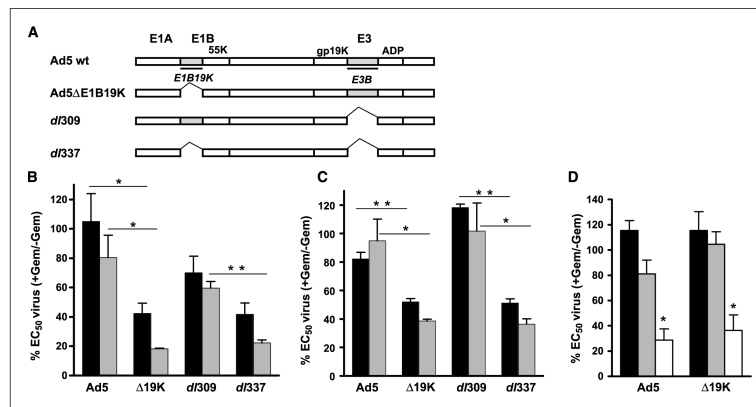 A
E1A E1B E3
55K gp19K ADP
Ad5 wt
E1B19K E3B
Ad5ΔE1B19K
dl309
dl337
B
% EC50 virus (+Gem/-Gem)
120
100
80
60
40
20
0
*
*
* *
Ad5 Δ19K dl309 dl337
C
% EC50 virus (+Gem/-Gem)
120
100
80
60
40
20
0
* *
*
* *
*
Ad5 Δ19K dl309 dl337
D
% EC50 virus (+Gem/-Gem)
140
120
100
80
60
40
20
0
*
*
Ad5 Δ19K